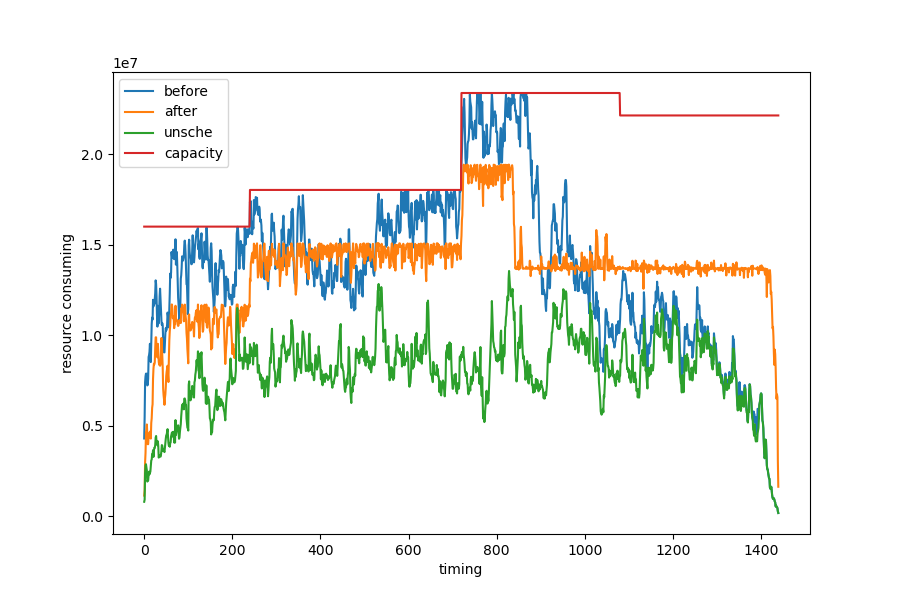 1e7
before
after
unsche
capacity
2.0
1.5
1.0
0.5
0.0
resource consuming
0 200 400 600 800 1000 1200 1400
timing